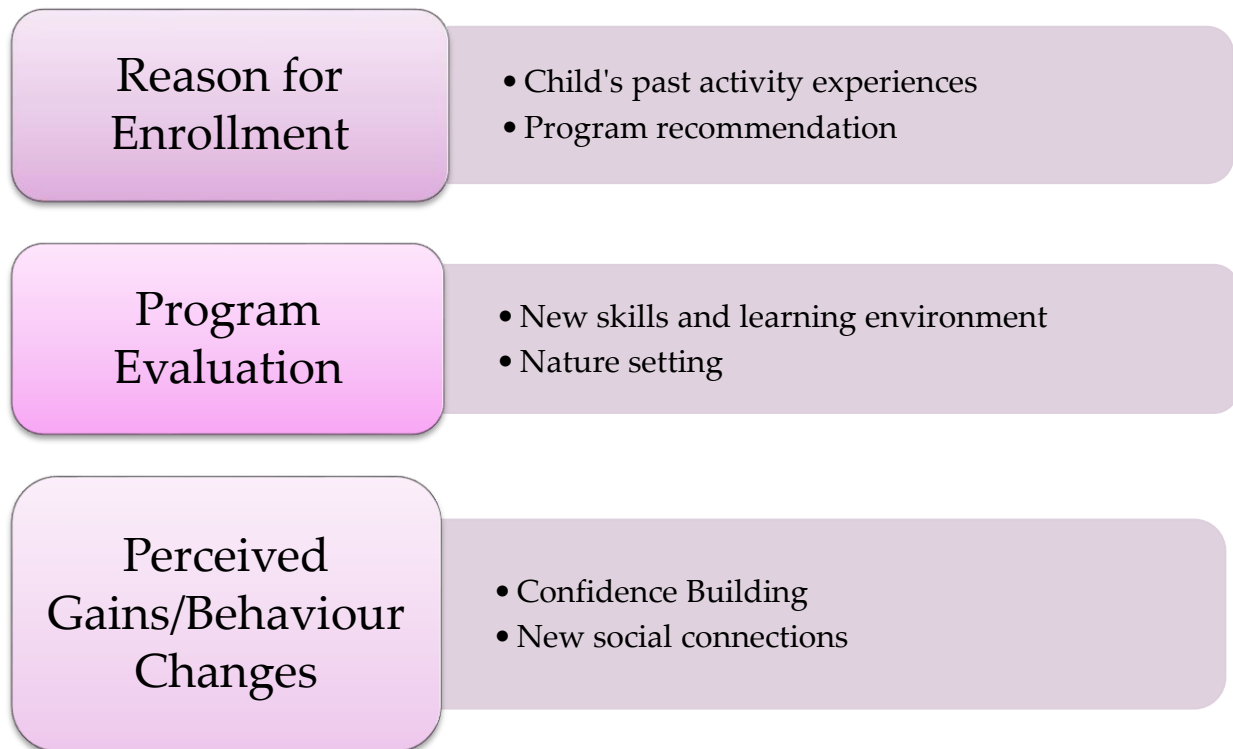 Reason for
Enrollment
• Child's past activity experiences
• Program recommendation
Program
Evaluation
• New skills and learning environment
• Nature setting
Perceived
Gains/Behaviour
Changes
• Confidence Building
• New social connections